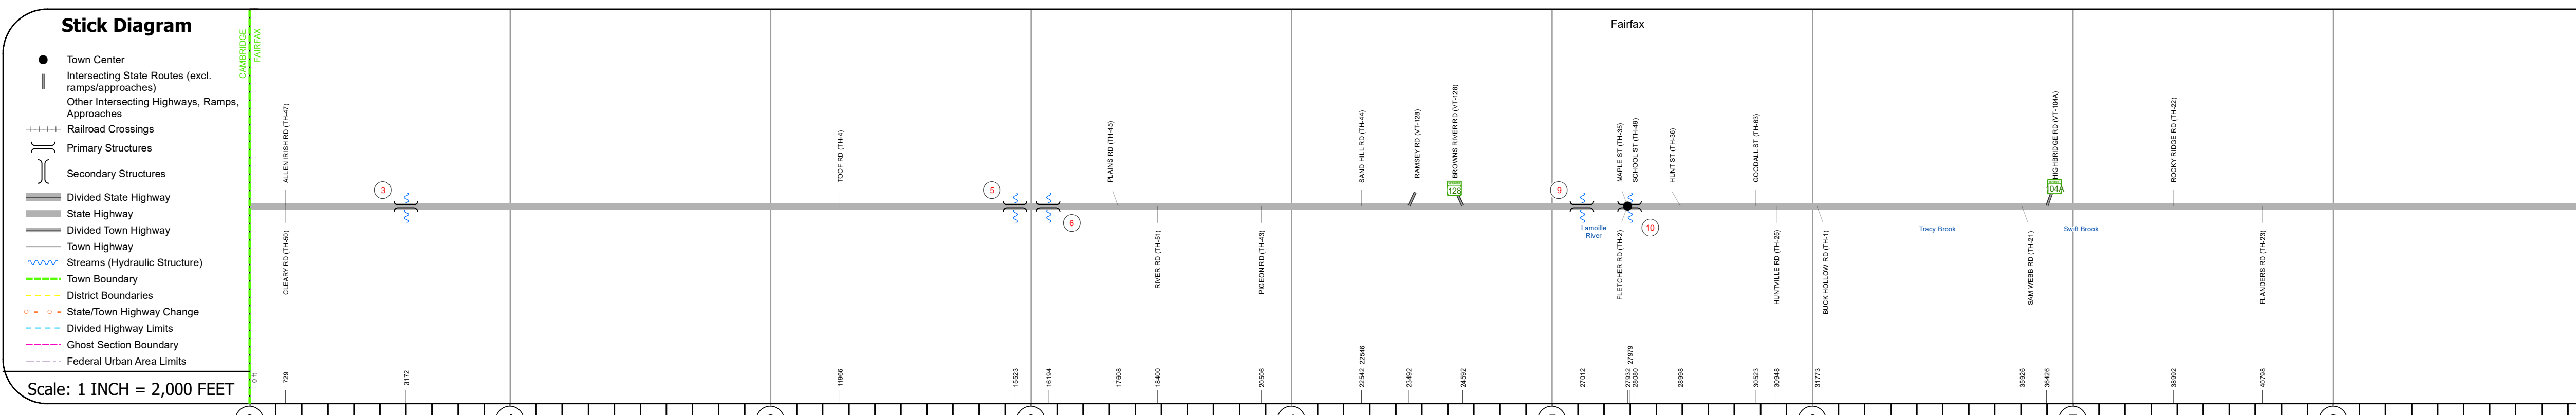 Stick Diagram
Town Center
Intersecting State Routes (excl.
ramps/approaches)
Other Intersecting Highways, Ramps,
Approaches
Railroad Crossings
Primary Structures
Secondary Structures
Divided State Highway
State Highway
Divided Town Highway
Town Highway
Streams (Hydraulic Structure)
Town Boundary
District Boundaries
State/Town Highway Change
Divided Highway Limits
Ghost Section Boundary
Federal Urban Area Limits
Scale: 1 INCH = 2,000 FEET
CAMBRIDGE
FAIRFAX
Fairfax
ALLEN IRISH RD (TH-47)
TOOF RD (TH-4)
PLAINS RD (TH-45)
SAND HILL RD (TH-44)
RAMSEY RD (VT-128)
BROWNS RIVER RD (VT-128)
MAPLE ST (TH-35)
SCHOOL ST (TH-49)
HUNT ST (TH-36)
GOODALL ST (TH-63)
HIGHBRIDGE RD (VT-104A)
ROCKY RIDGE RD (TH-22)
3
5
6
128
9
10
104A
Lamoille
River
Tracy Brook
Swift Brook
CLEARY RD (TH-50)
RIVER RD (TH-51)
PIGEON RD (TH-43)
FLETCHER RD (TH-2)
HUNTVILLE RD (TH-25)
BUCK HOLLOW RD (TH-1)
SAM WEBB RD (TH-21)
FLANDERS RD (TH-23)
0 ft
729
3172
11966
15523
16194
17608
18400
20506
22542 22546
23492
24592
27012
27932 27979
28080
28998
30523
30948
31773
35926
36426
38992
40798